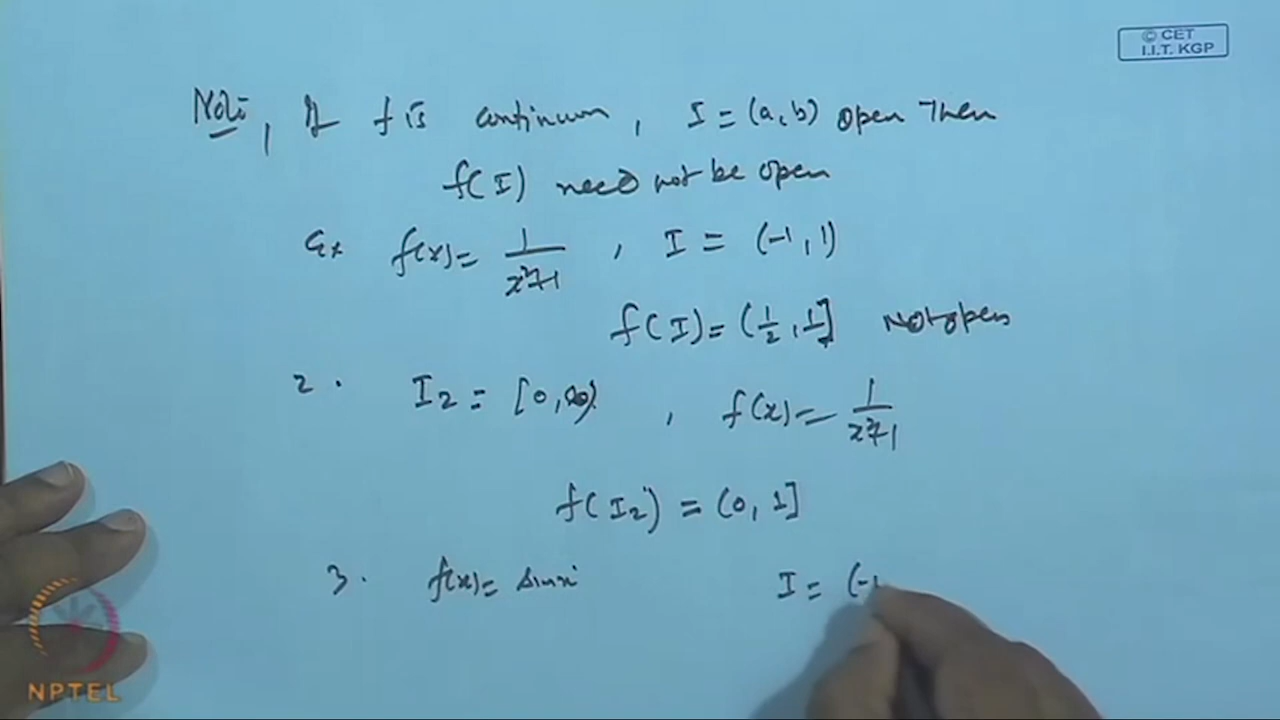 © CET
I.I.T. KGP
Note, If f is continuous, I = (a,b) open Then
f(I) need not be open
Ex f(x) = 1/(x²+1), I = (-1, 1)
f(I) = (1/2, 1] Not open
2. I₂ = [0, ∞), f(x) = 1/(x²+1)
f(I₂) = (0, 1]
3. f(x) = sinx I = (-1
NPTEL